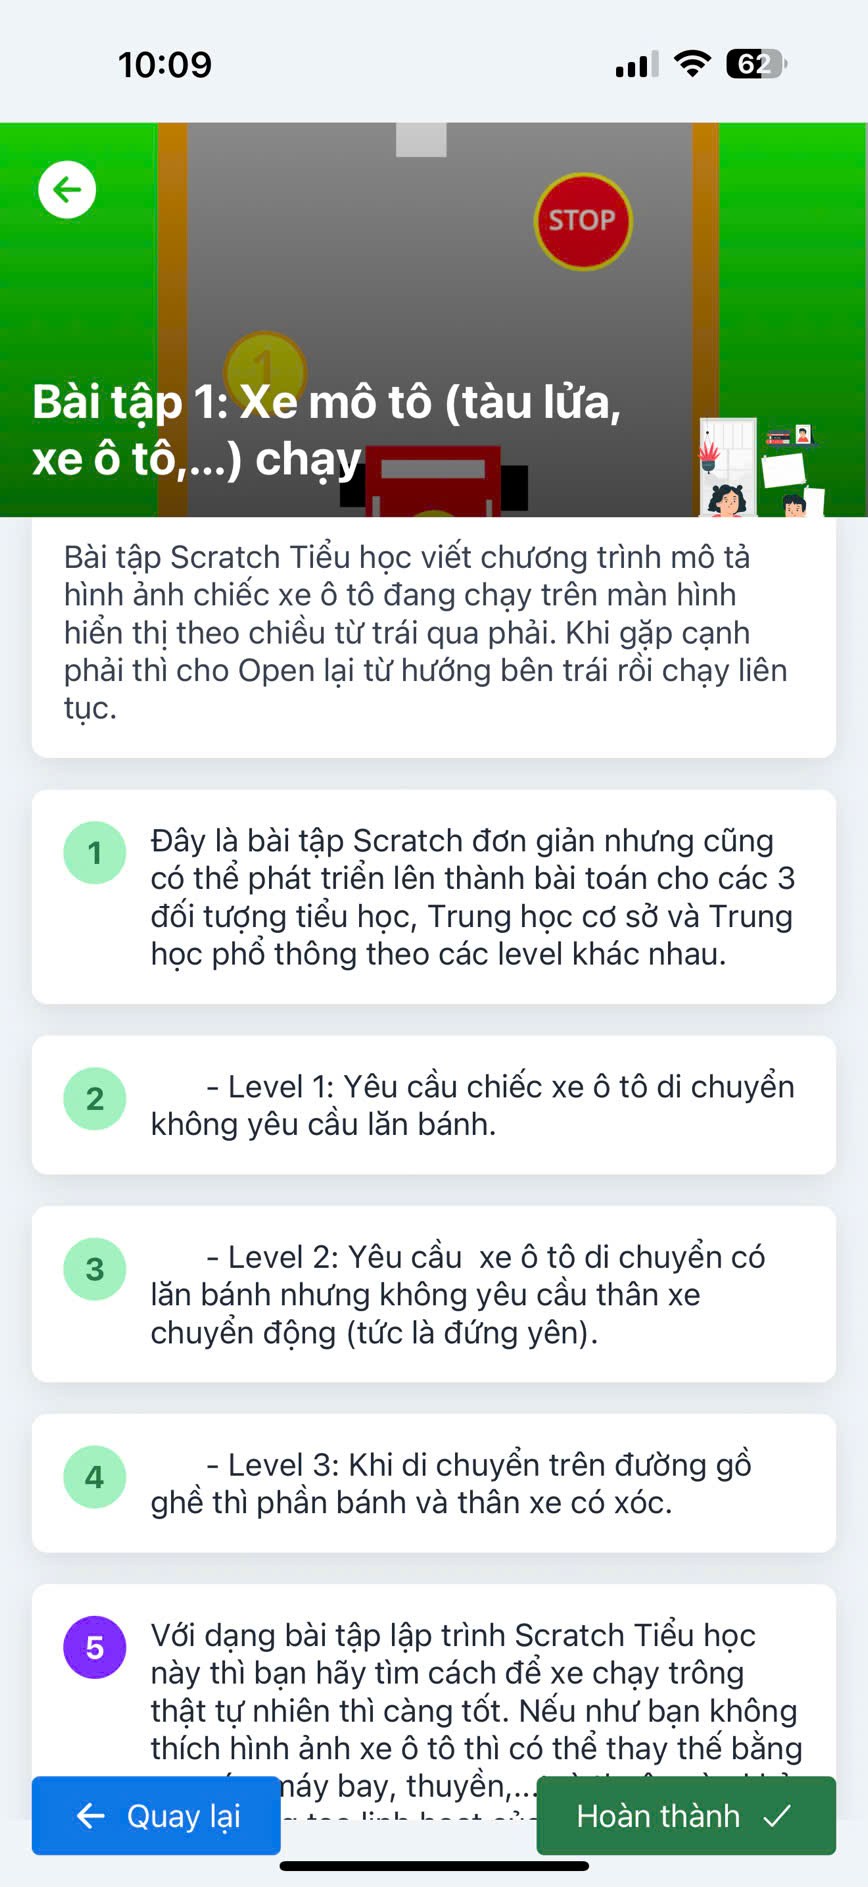 10:09
62
STOP
1
Bài tập 1: Xe mô tô (tàu lửa,
xe ô tô,...) chạy
Bài tập Scratch Tiểu học viết chương trình mô tả
hình ảnh chiếc xe ô tô đang chạy trên màn hình
hiển thị theo chiều từ trái qua phải. Khi gặp cạnh
phải thì cho Open lại từ hướng bên trái rồi chạy liên
tục.
1
Đây là bài tập Scratch đơn giản nhưng cũng
có thể phát triển lên thành bài toán cho các 3
đối tượng tiểu học, Trung học cơ sở và Trung
học phổ thông theo các level khác nhau.
2
- Level 1: Yêu cầu chiếc xe ô tô di chuyển
không yêu cầu lăn bánh.
3
- Level 2: Yêu cầu xe ô tô di chuyển có
lăn bánh nhưng không yêu cầu thân xe
chuyển động (tức là đứng yên).
4
- Level 3: Khi di chuyển trên đường gồ
ghề thì phần bánh và thân xe có xóc.
5
Với dạng bài tập lập trình Scratch Tiểu học
này thì bạn hãy tìm cách để xe chạy trông
thật tự nhiên thì càng tốt. Nếu như bạn không
thích hình ảnh xe ô tô thì có thể thay thế bằng
máy bay, thuyền,...
← Quay lại
Hoàn thành ✓